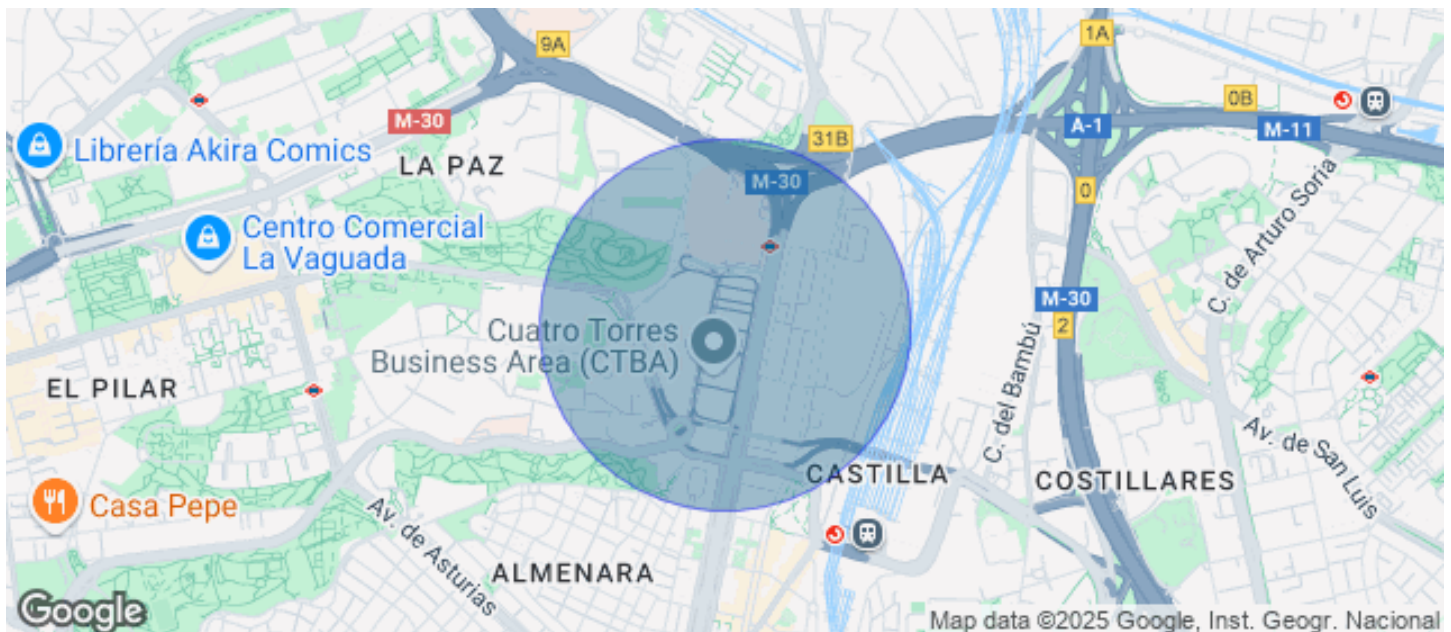 1A
9A
0B
M-30
A-1
M-11
31B
Librería Akira Comics
LA PAZ
M-30
0
C. de Arturo Soria
Centro Comercial
La Vaguada
M-30
2
Cuatro Torres
Business Area (CTBA)
C. del Bambú
EL PILAR
Av. de San Luis
CASTILLA
COSTILLARES
Casa Pepe
Av. de Asturias
ALMENARA
Google
Map data ©2025 Google, Inst. Geogr. Nacional